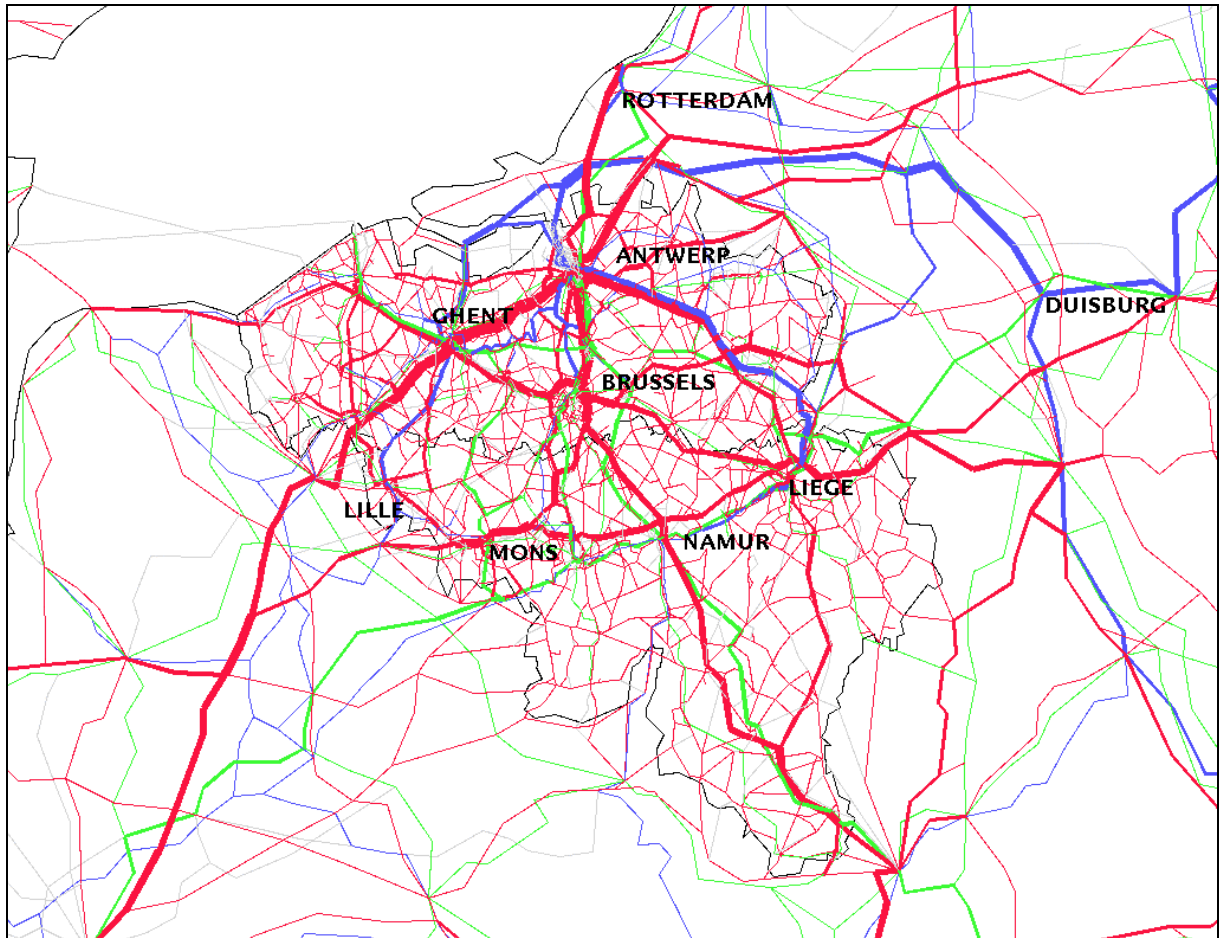 ROTTERDAM
ANTWERP
DUISBURG
GHENT
BRUSSELS
LIEGE
LILLE
NAMUR
MONS